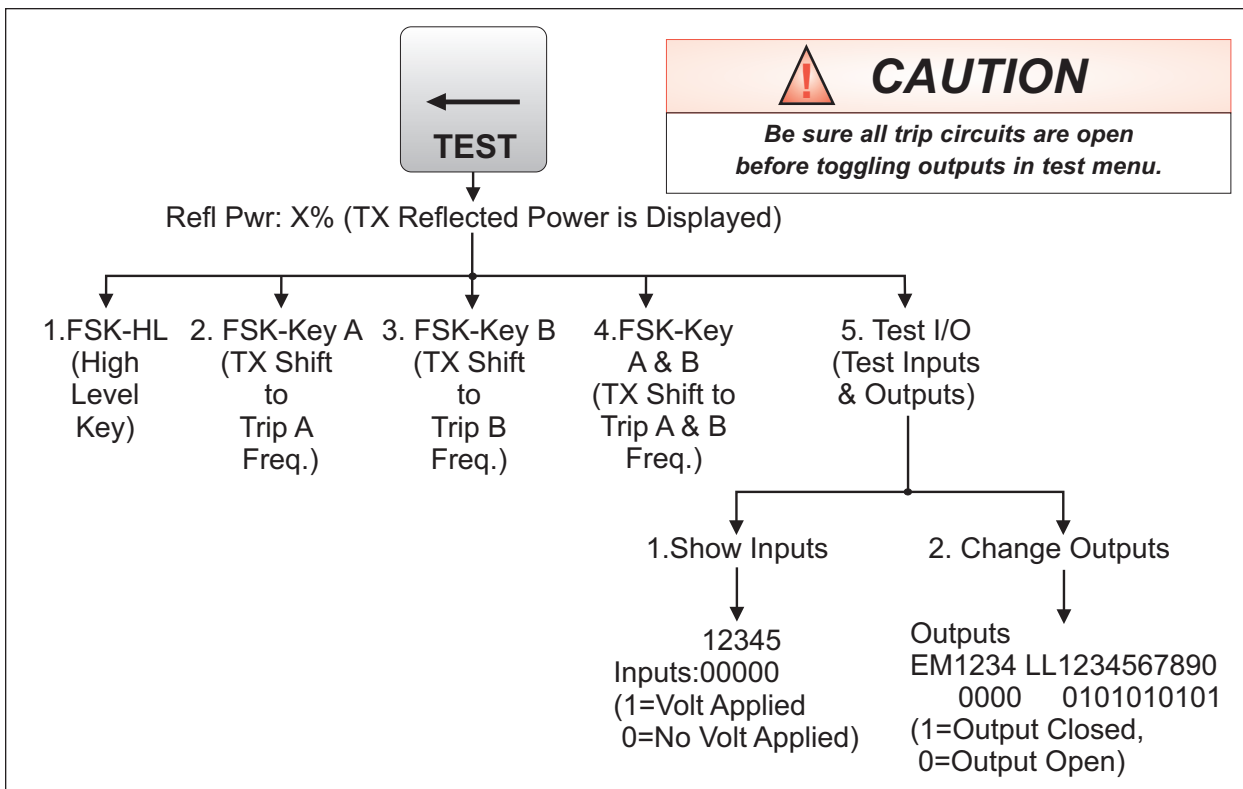 TEST
CAUTION
Be sure all trip circuits are open
before toggling outputs in test menu.
Refl Pwr: X% (TX Reflected Power is Displayed)
1.FSK-HL
(High
Level
Key)
2. FSK-Key A
(TX Shift
to
Trip A
Freq.)
3. FSK-Key B
(TX Shift
to
Trip B
Freq.)
4.FSK-Key
A & B
(TX Shift to
Trip A & B
Freq.)
5. Test I/O
(Test Inputs
& Outputs)
1.Show Inputs
12345
Inputs:00000
(1=Volt Applied
0=No Volt Applied)
2. Change Outputs
Outputs
EM1234 LL1234567890
0000 0101010101
(1=Output Closed,
0=Output Open)